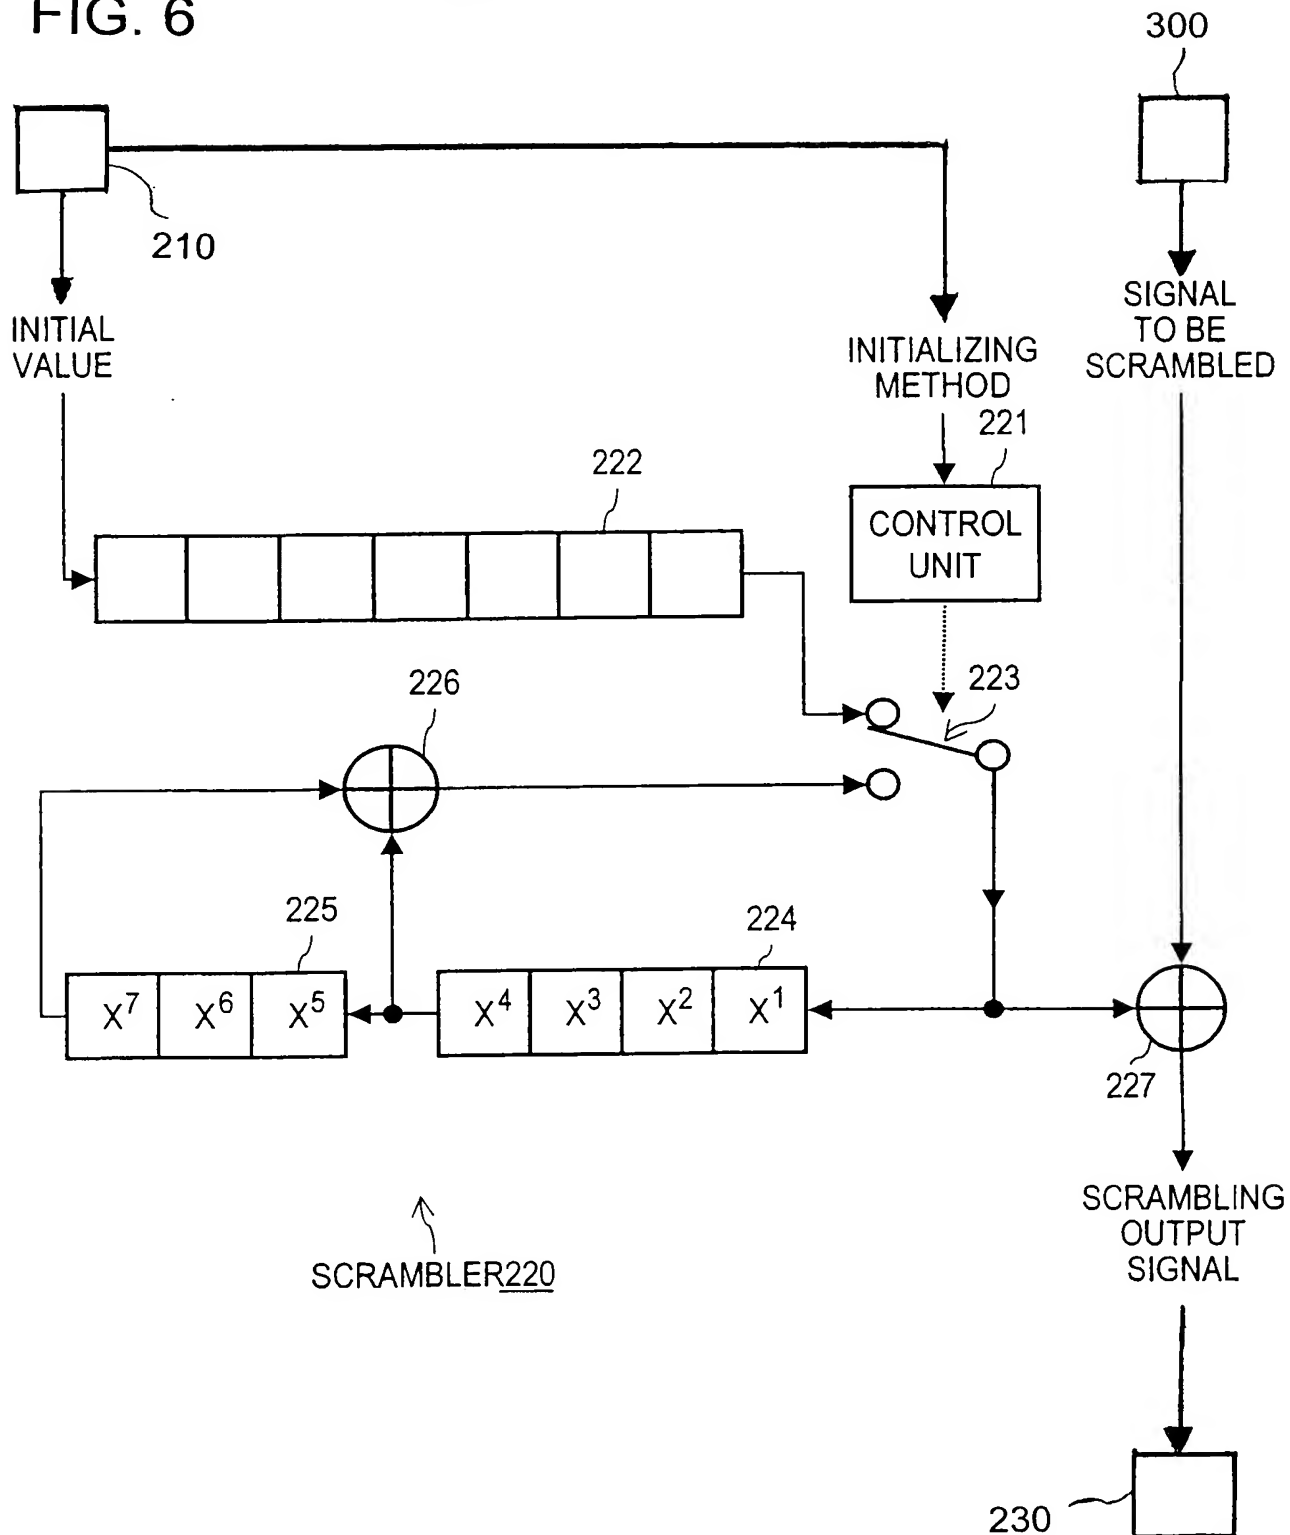 FIG. 6
300
210
INITIAL
VALUE
SIGNAL
TO BE
SCRAMBLED
INITIALIZING
METHOD
221
222
CONTROL
UNIT
223
226
225
224
X⁷ X⁶ X⁵
X⁴ X³ X² X¹
227
SCRAMBLING
OUTPUT
SIGNAL
SCRAMBLER220
230